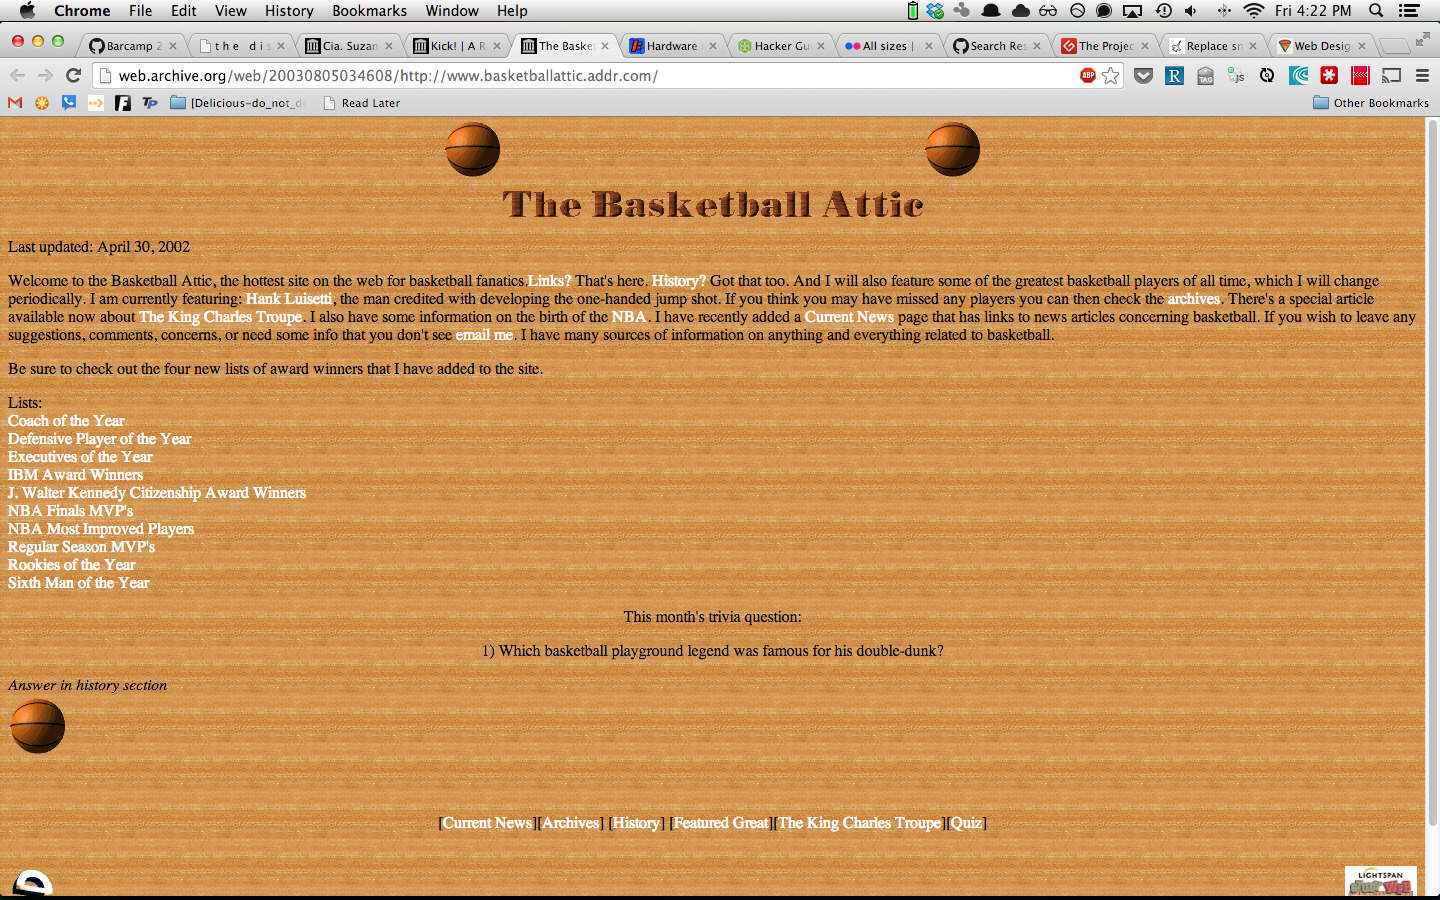 Chrome File Edit View History Bookmarks Window Help Fri 4:22 PM
Barcamp 2 t h e d i s Cia. Suzan Kick! | A R The Basket Hardware Hacker Gu All sizes | Search Res The Projec Replace sn Web Desig
web.archive.org/web/20030805034608/http://www.basketballattic.addr.com/ ABP R TAG JS
F TP [Delicious-do_not_d Read Later Other Bookmarks
The Basketball Attic
Last updated: April 30, 2002
Welcome to the Basketball Attic, the hottest site on the web for basketball fanatics.Links? That's here. History? Got that too. And I will also feature some of the greatest basketball players of all time, which I will change
periodically. I am currently featuring: Hank Luisetti, the man credited with developing the one-handed jump shot. If you think you may have missed any players you can then check the archives. There's a special article
available now about The King Charles Troupe. I also have some information on the birth of the NBA. I have recently added a Current News page that has links to news articles concerning basketball. If you wish to leave any
suggestions, comments, concerns, or need some info that you don't see email me. I have many sources of information on anything and everything related to basketball.
Be sure to check out the four new lists of award winners that I have added to the site.
Lists:
Coach of the Year
Defensive Player of the Year
Executives of the Year
IBM Award Winners
J. Walter Kennedy Citizenship Award Winners
NBA Finals MVP's
NBA Most Improved Players
Regular Season MVP's
Rookies of the Year
Sixth Man of the Year
This month's trivia question:
1) Which basketball playground legend was famous for his double-dunk?
Answer in history section
[Current News][Archives] [History] [Featured Great][The King Charles Troupe][Quiz]
LIGHTSPAN